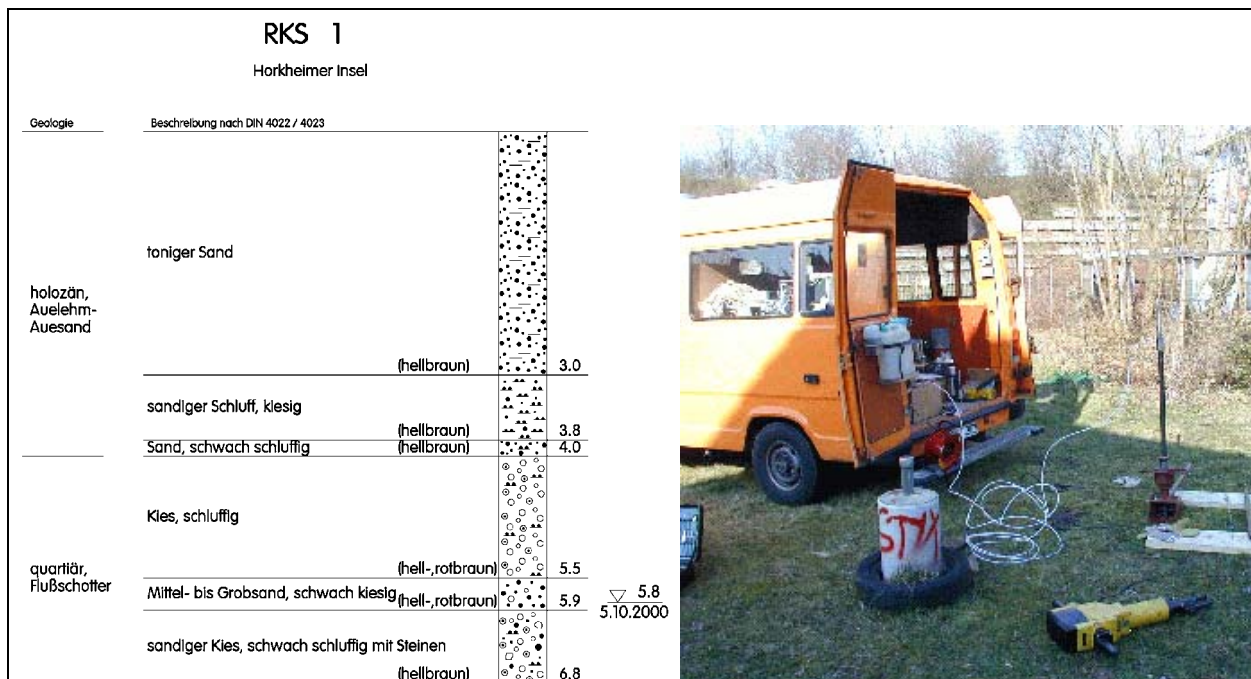 RKS 1
Horkheimer Insel
Geologie
Beschreibung nach DIN 4022 / 4023
toniger Sand
holozän,
Auelehm-
Auesand
(hellbraun) 3.0
sandiger Schluff, kiesig
(hellbraun) 3.8
Sand, schwach schluffig (hellbraun) 4.0
Kies, schluffig
(hell-,rotbraun) 5.5
quartiär,
Flußschotter
Mittel- bis Grobsand, schwach kiesig (hell-,rotbraun) 5.9
5.8
5.10.2000
sandiger Kies, schwach schluffig mit Steinen
(hellbraun) 6.8
STYX